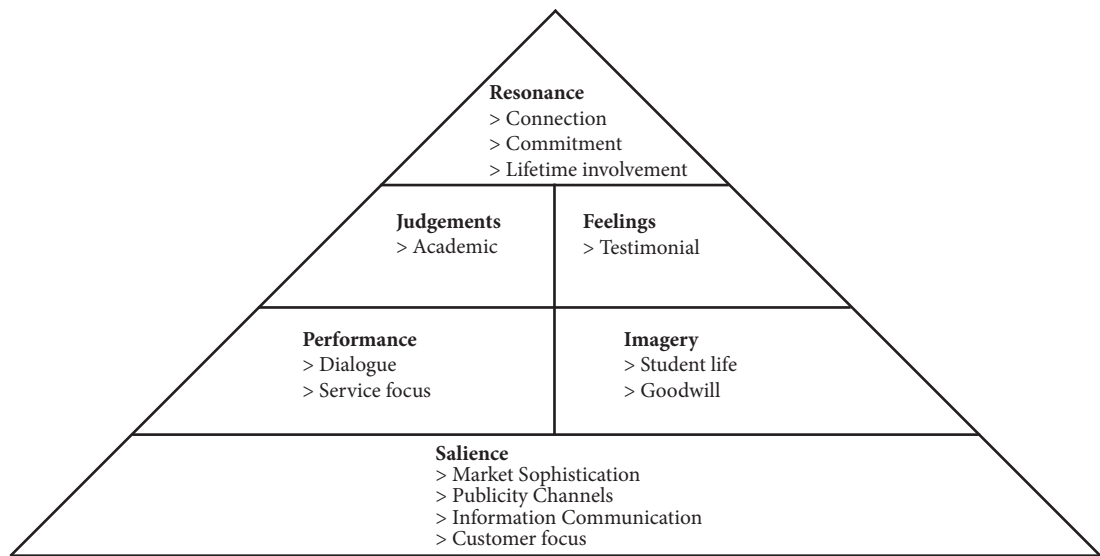 Resonance
> Connection
> Commitment
> Lifetime involvement
Judgements
> Academic
Feelings
> Testimonial
Performance
> Dialogue
> Service focus
Imagery
> Student life
> Goodwill
Salience
> Market Sophistication
> Publicity Channels
> Information Communication
> Customer focus